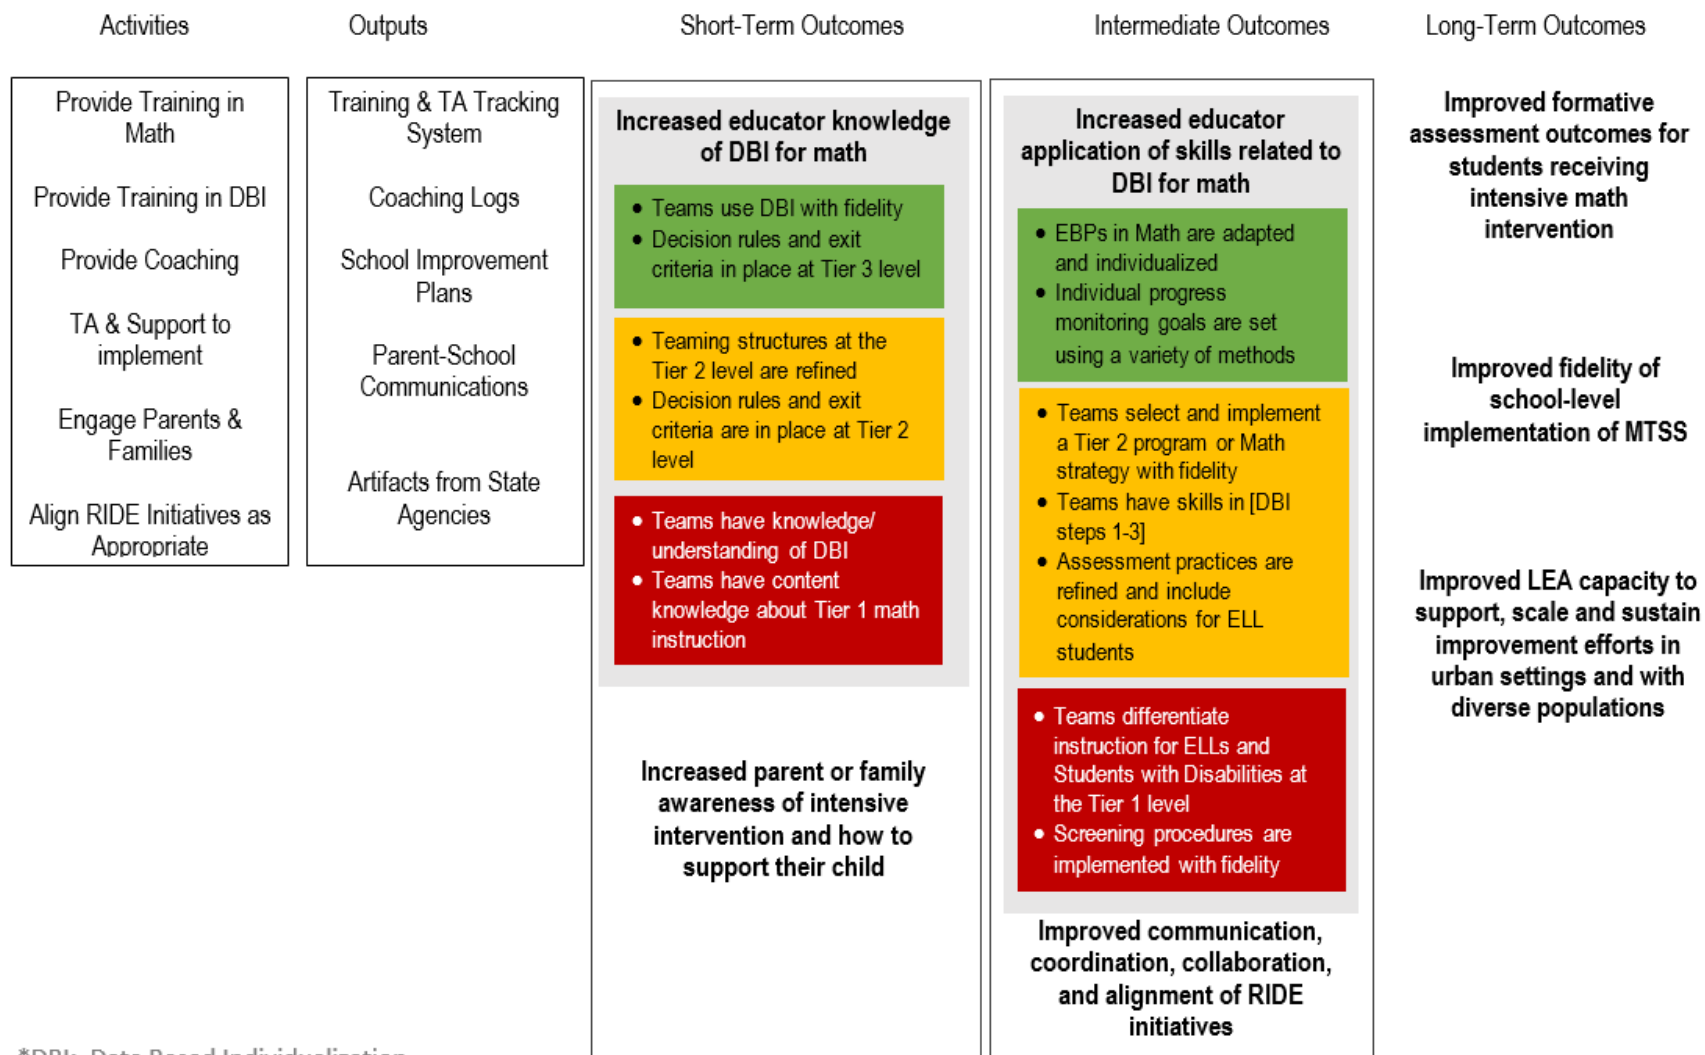 Activities
Outputs
Short-Term Outcomes
Intermediate Outcomes
Long-Term Outcomes
Provide Training in
Math
Provide Training in DBI
Provide Coaching
TA & Support to
implement
Engage Parents &
Families
Align RIDE Initiatives as
Appropriate
Training & TA Tracking
System
Coaching Logs
School Improvement
Plans
Parent-School
Communications
Artifacts from State
Agencies
Increased educator knowledge
of DBI for math
• Teams use DBI with fidelity
• Decision rules and exit
criteria in place at Tier 3 level
• Teaming structures at the
Tier 2 level are refined
• Decision rules and exit
criteria are in place at Tier 2
level
• Teams have knowledge/
understanding of DBI
• Teams have content
knowledge about Tier 1 math
instruction
Increased parent or family
awareness of intensive
intervention and how to
support their child
Increased educator
application of skills related to
DBI for math
• EBPs in Math are adapted
and individualized
• Individual progress
monitoring goals are set
using a variety of methods
• Teams select and implement
a Tier 2 program or Math
strategy with fidelity
• Teams have skills in [DBI
steps 1-3]
• Assessment practices are
refined and include
considerations for ELL
students
• Teams differentiate
instruction for ELLs and
Students with Disabilities at
the Tier 1 level
• Screening procedures are
implemented with fidelity
Improved communication,
coordination, collaboration,
and alignment of RIDE
initiatives
Improved formative
assessment outcomes for
students receiving
intensive math
intervention
Improved fidelity of
school-level
implementation of MTSS
Improved LEA capacity to
support, scale and sustain
improvement efforts in
urban settings and with
diverse populations
*DBI: Data Based Individualization